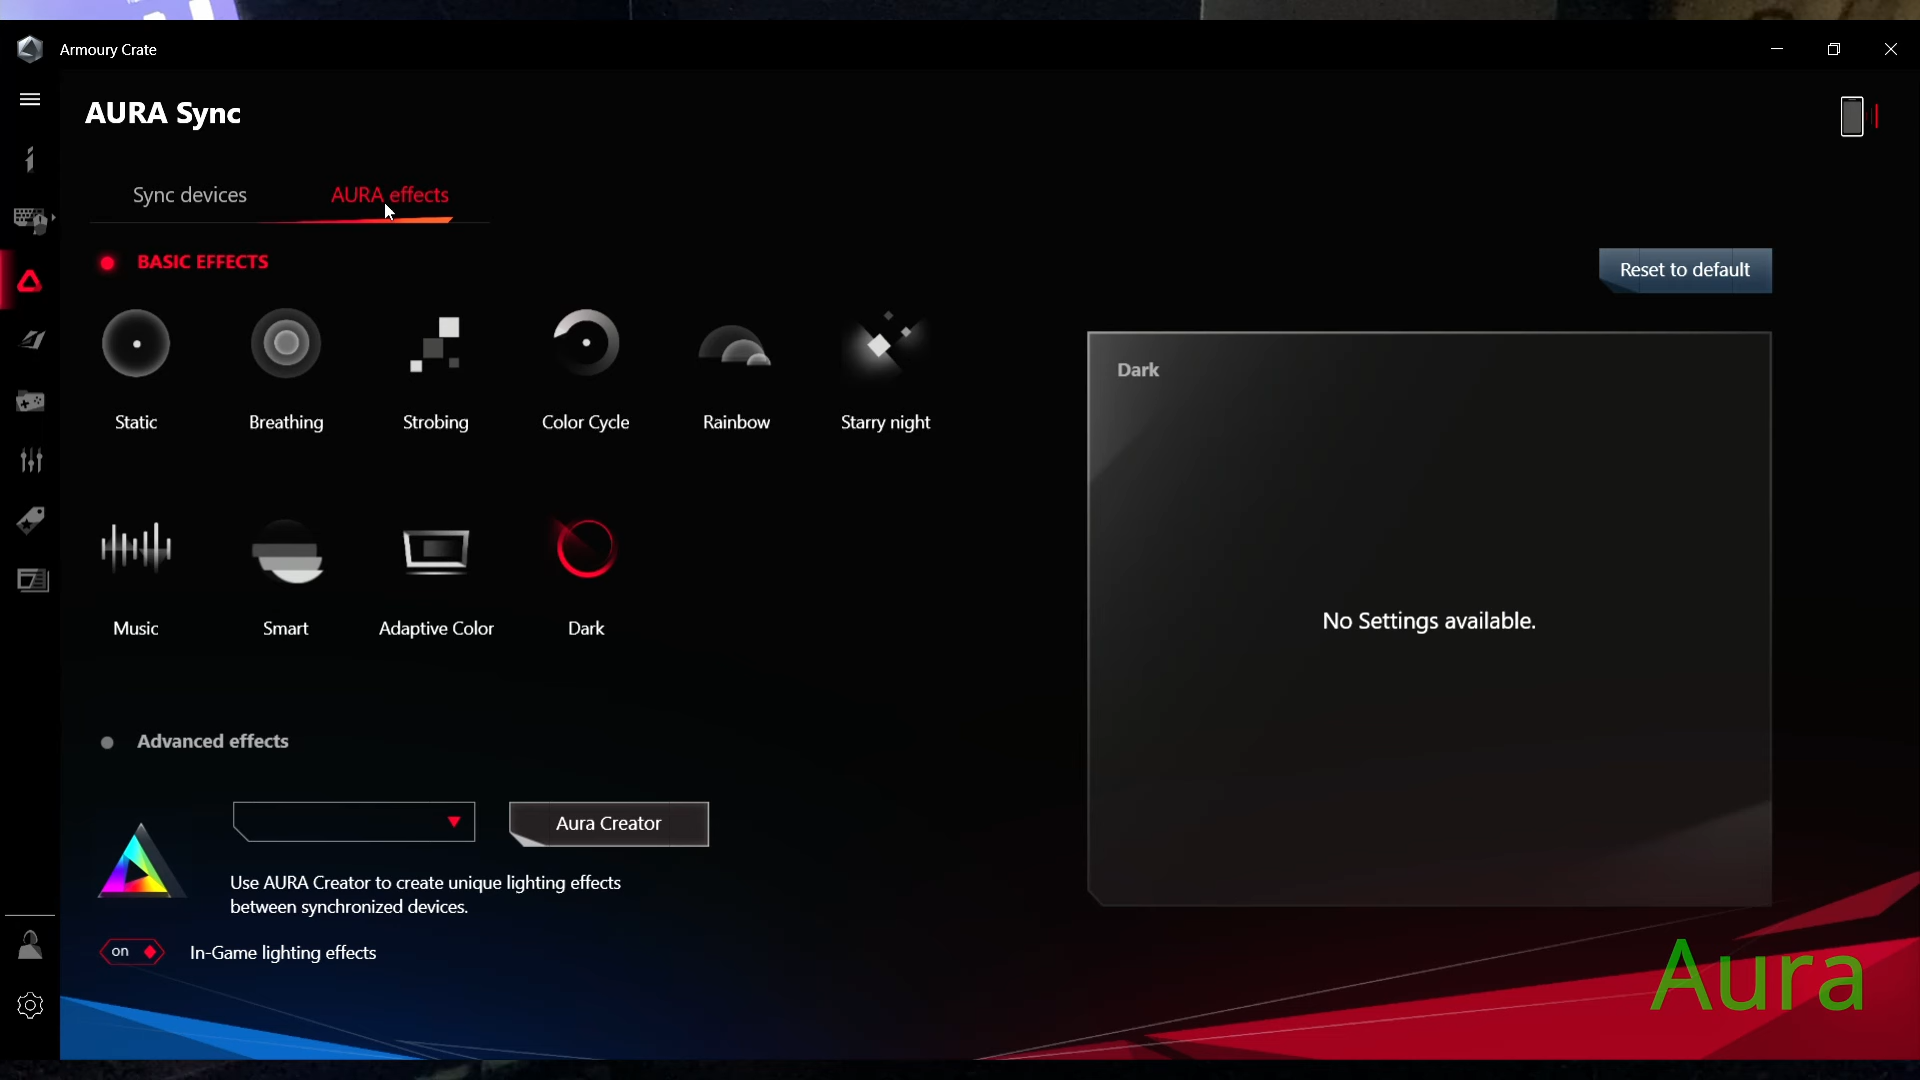 Armoury Crate
AURA Sync
Sync devices
AURA effects
BASIC EFFECTS
Reset to default
Static
Breathing
Strobing
Color Cycle
Rainbow
Starry night
Dark
No Settings available.
Music
Smart
Adaptive Color
Dark
Advanced effects
Aura Creator
Use AURA Creator to create unique lighting effects
between synchronized devices.
on
In-Game lighting effects
Aura